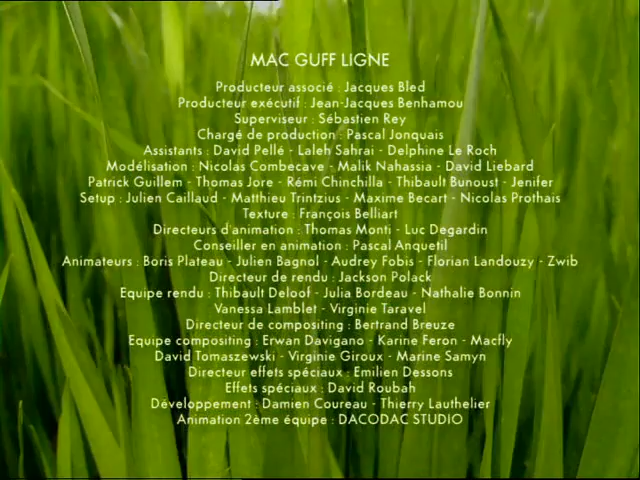 MAC GUFF LIGNE
Producteur associé : Jacques Bled
Producteur exécutif : Jean-Jacques Benhamou
Superviseur : Sébastien Rey
Chargé de production : Pascal Jonquais
Assistants : David Pellé - Laleh Sahrai - Delphine Le Roch
Modélisation : Nicolas Combecave - Malik Nahassia - David Liebard
Patrick Guillem - Thomas Jore - Rémi Chinchilla - Thibault Bunoust - Jenifer
Setup : Julien Caillaud - Matthieu Trintzius - Maxime Becart - Nicolas Prothais
Texture : François Belliart
Directeurs d'animation : Thomas Monti - Luc Degardin
Conseiller en animation : Pascal Anquetil
Animateurs : Boris Plateau - Julien Bagnol - Audrey Fobis - Florian Landouzy - Zwib
Directeur de rendu : Jackson Polack
Equipe rendu : Thibault Deloof - Julia Bordeau - Nathalie Bonnin
Vanessa Lamblet - Virginie Taravel
Directeur de compositing : Bertrand Breuze
Equipe compositing : Erwan Davigano - Karine Feron - Macfly
David Tomaszewski - Virginie Giroux - Marine Samyn
Directeur effets spéciaux : Emilien Dessons
Effets spéciaux : David Roubah
Développement : Damien Coureau - Thierry Lauthelier
Animation 2ème équipe : DACODAC STUDIO